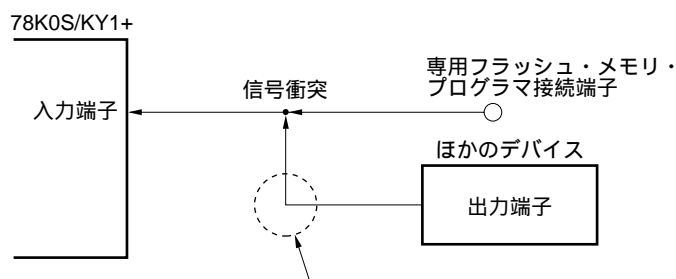 78K0S/KY1+
専用フラッシュ・メモリ・
プログラマ接続端子
信号衝突
入力端子
ほかのデバイス
出力端子